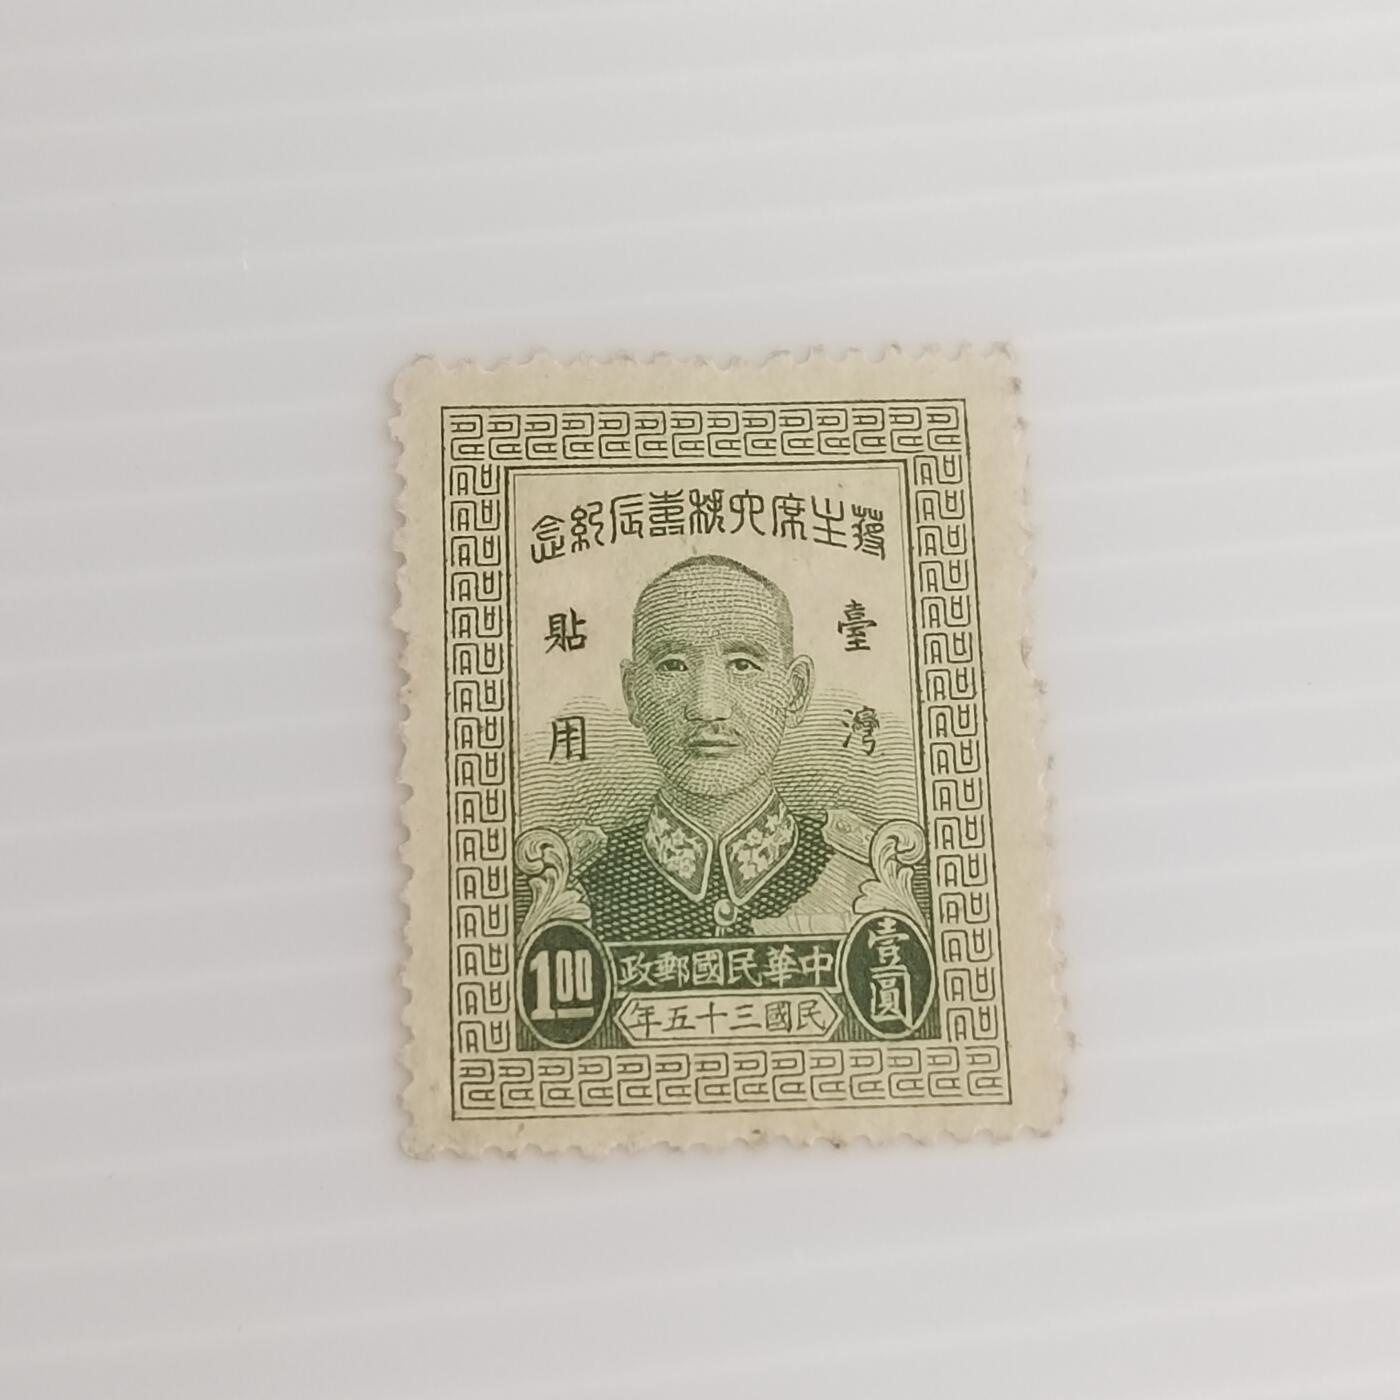 蔣主席六秩壽辰紀念
臺灣
貼用
1.00
中華民國郵政
壹圓
民國三十五年